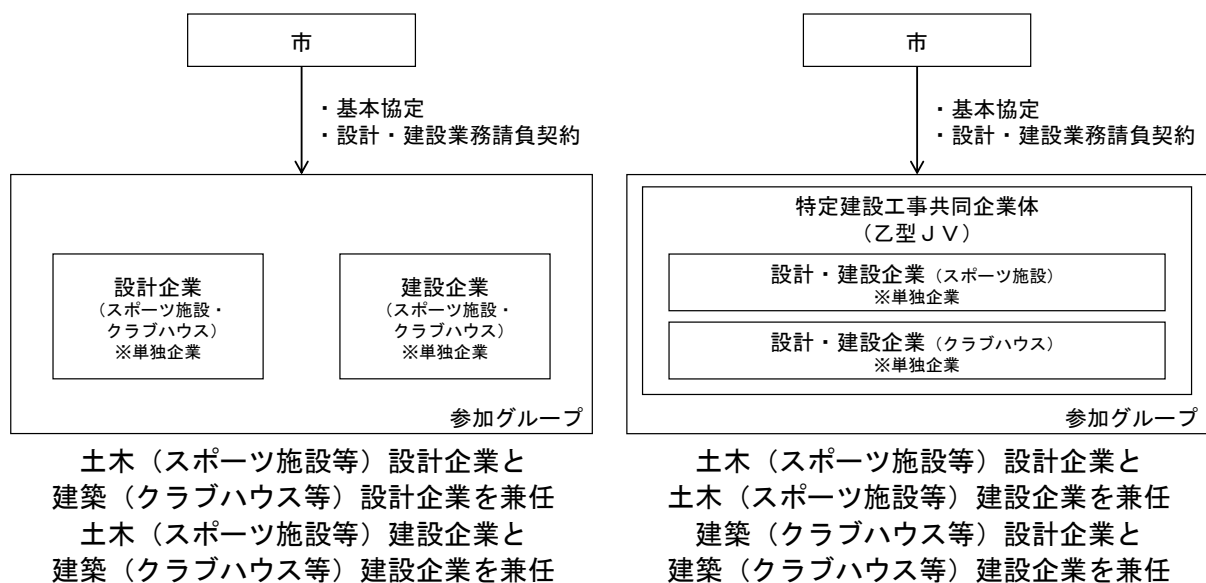 市
・基本協定
・設計・建設業務請負契約
設計企業
（スポーツ施設・
クラブハウス）
※単独企業
建設企業
（スポーツ施設・
クラブハウス）
※単独企業
参加グループ
土木（スポーツ施設等）設計企業と
建築（クラブハウス等）設計企業を兼任
土木（スポーツ施設等）建設企業と
建築（クラブハウス等）建設企業を兼任
市
・基本協定
・設計・建設業務請負契約
特定建設工事共同企業体
（乙型ＪＶ）
設計・建設企業（スポーツ施設）
※単独企業
設計・建設企業（クラブハウス）
※単独企業
参加グループ
土木（スポーツ施設等）設計企業と
土木（スポーツ施設等）建設企業を兼任
建築（クラブハウス等）設計企業と
建築（クラブハウス等）建設企業を兼任